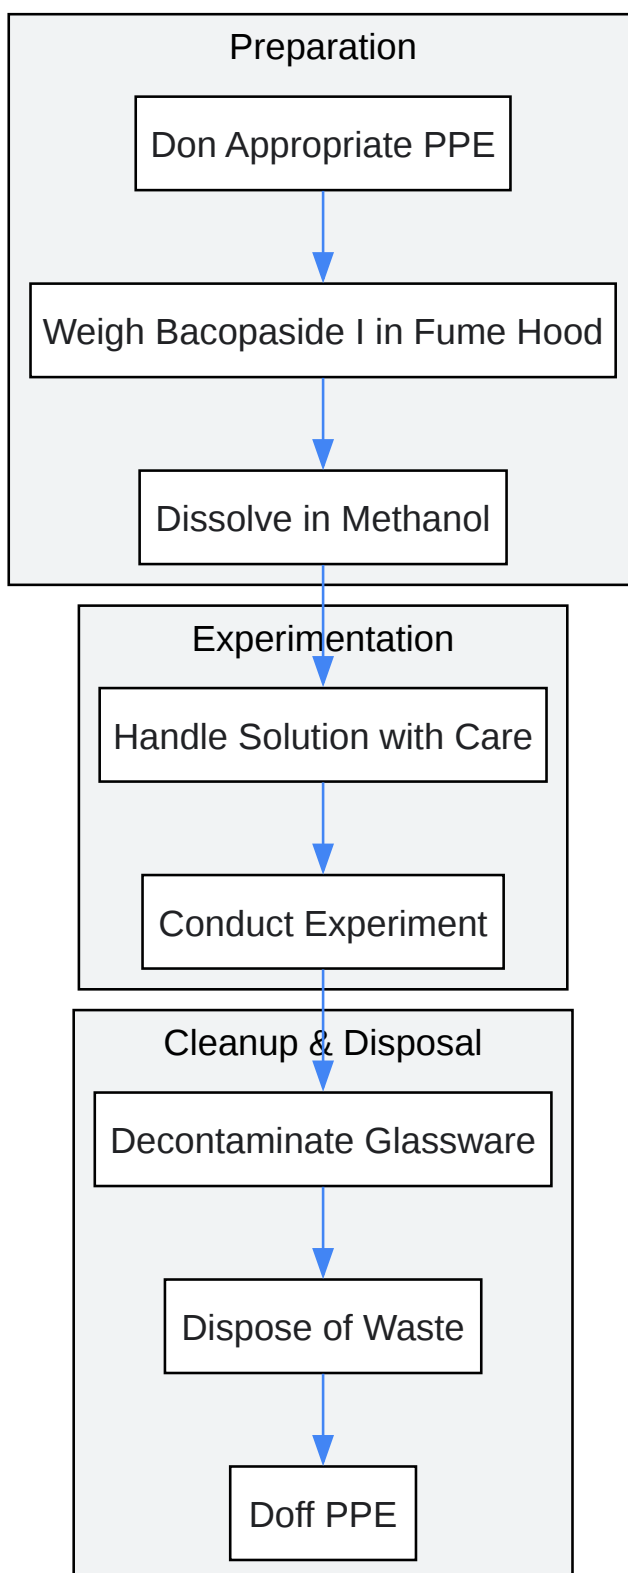 Preparation
Don Appropriate PPE
Weigh Bacopaside I in Fume Hood
Dissolve in Methanol
Experimentation
Handle Solution with Care
Conduct Experiment
Cleanup & Disposal
Decontaminate Glassware
Dispose of Waste
Doff PPE